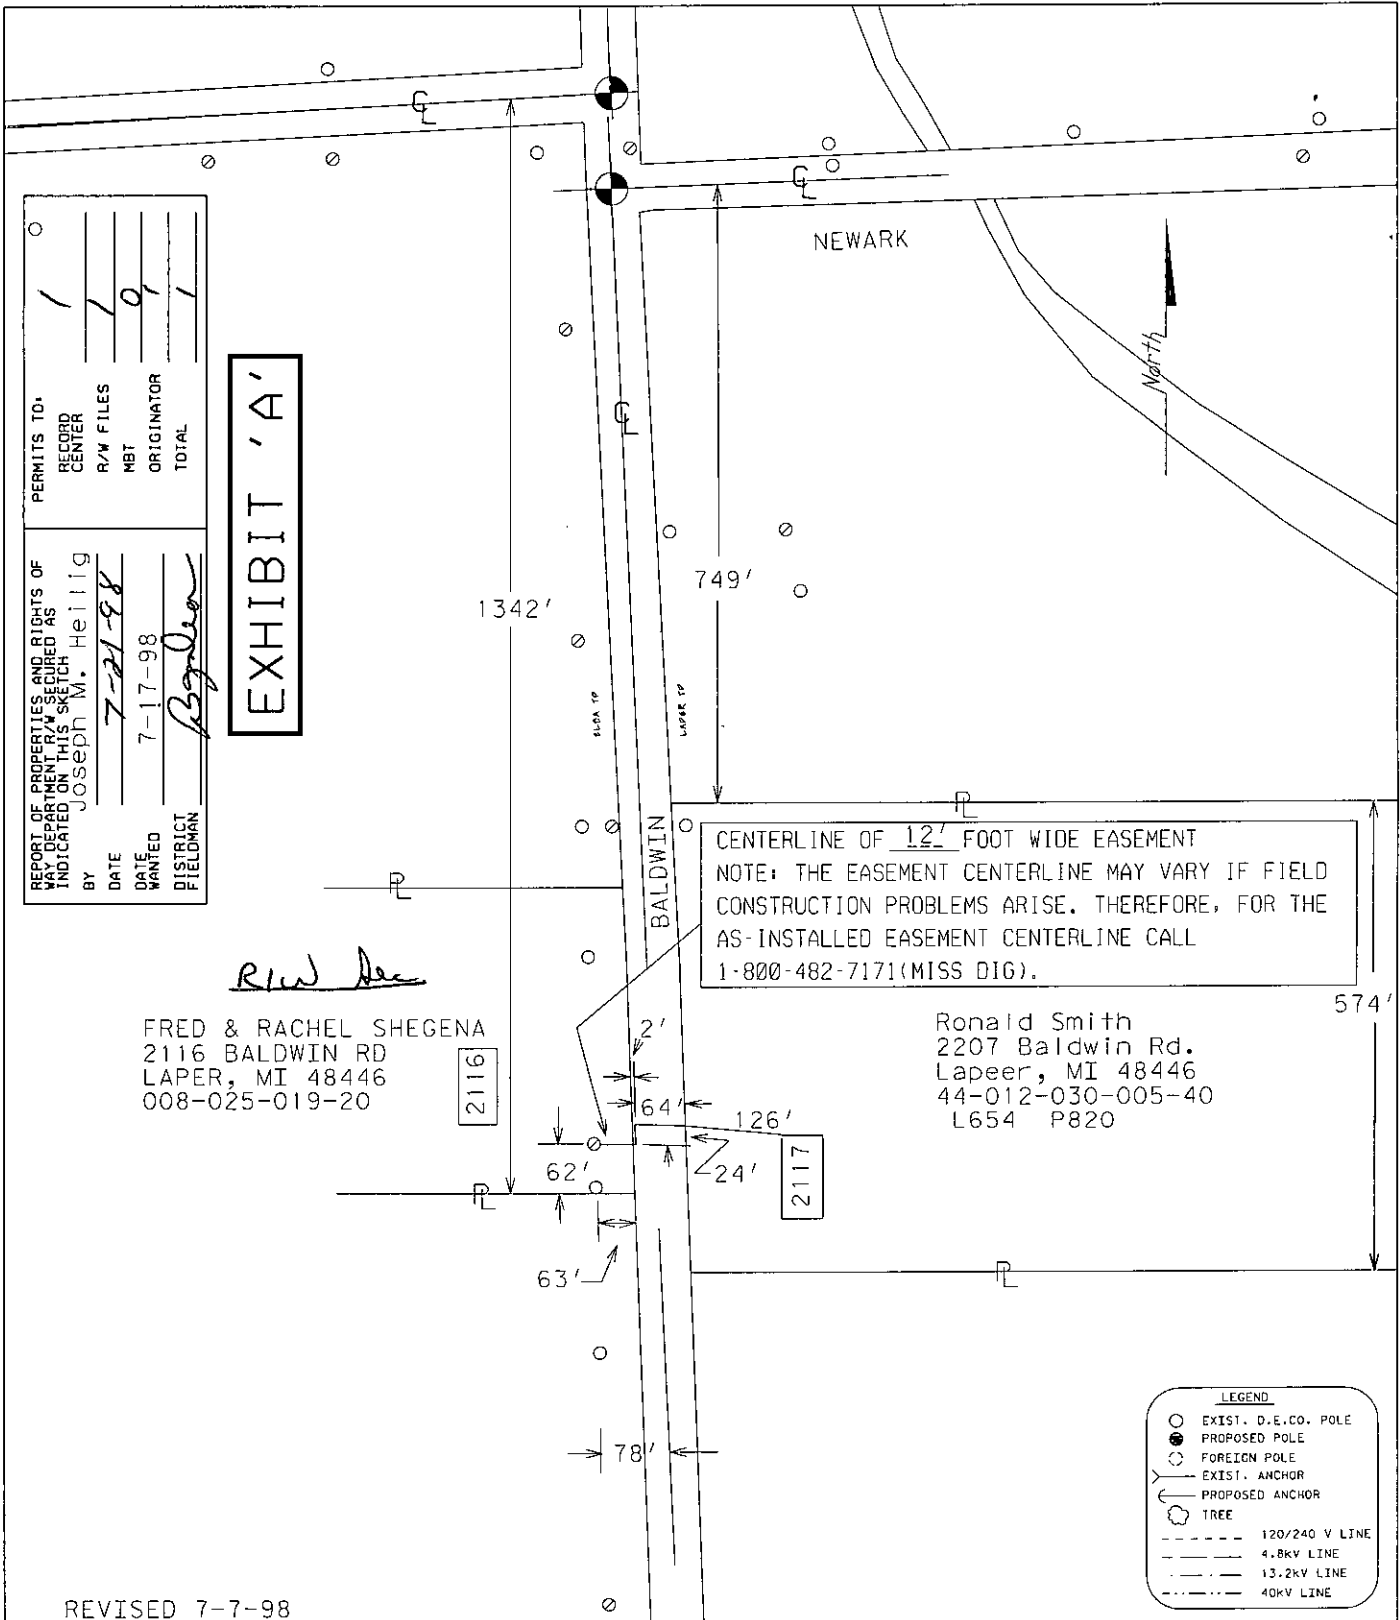 NEWARK
North
PERMITS TO:
RECORD CENTER 1
R/W FILES 1
MBT 0
ORIGINATOR 1
TOTAL 1
REPORT OF PROPERTIES AND RIGHTS OF
WAY DEPARTMENT R/W SECURED AS
INDICATED ON THIS SKETCH
BY Joseph M. Heilig
DATE 7-21-98
DATE WANTED 7-17-98
DISTRICT FIELDMAN
EXHIBIT 'A'
1342'
749'
ELBA TP
LAPER TP
BALDWIN
CENTERLINE OF 12' FOOT WIDE EASEMENT
NOTE: THE EASEMENT CENTERLINE MAY VARY IF FIELD
CONSTRUCTION PROBLEMS ARISE. THEREFORE, FOR THE
AS-INSTALLED EASEMENT CENTERLINE CALL
1-800-482-7171(MISS DIG).
574'
R/W
FRED & RACHEL SHEGENA
2116 BALDWIN RD
LAPER, MI 48446
008-025-019-20
2116
Ronald Smith
2207 Baldwin Rd.
Lapeer, MI 48446
44-012-030-005-40
L654 P820
2'
64'
126'
24'
2117
62'
63'
78'
LEGEND
EXIST. D.E.CO. POLE
PROPOSED POLE
FOREIGN POLE
EXIST. ANCHOR
PROPOSED ANCHOR
TREE
120/240 V LINE
4.8KV LINE
13.2KV LINE
40KV LINE
REVISED 7-7-98